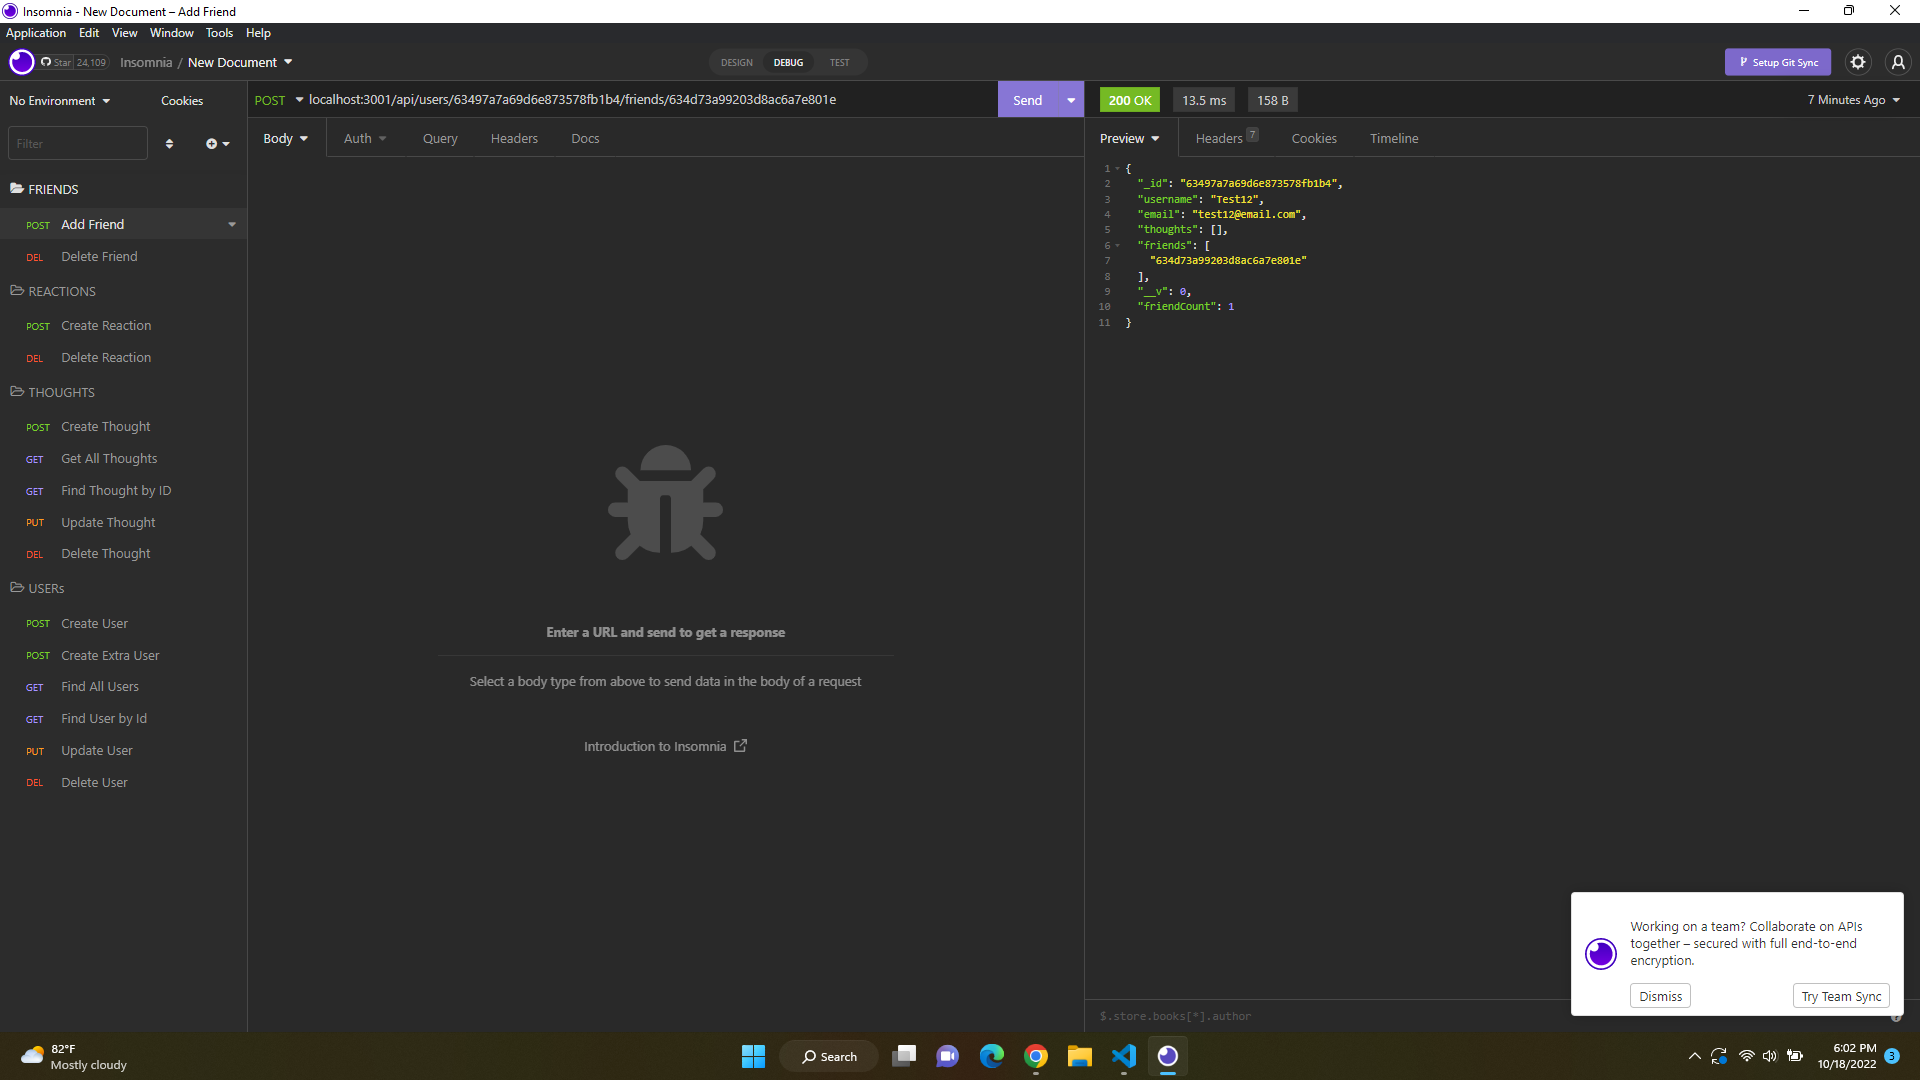 Insomnia - New Document – Add Friend
Application Edit View Window Tools Help
Star 24,109 Insomnia / New Document
DESIGN DEBUG TEST
Setup Git Sync
No Environment Cookies
Filter
FRIENDS
POST Add Friend
DEL Delete Friend
REACTIONS
POST Create Reaction
DEL Delete Reaction
THOUGHTS
POST Create Thought
GET Get All Thoughts
GET Find Thought by ID
PUT Update Thought
DEL Delete Thought
USERs
POST Create User
POST Create Extra User
GET Find All Users
GET Find User by Id
PUT Update User
DEL Delete User
POST localhost:3001/api/users/63497a7a69d6e873578fb1b4/friends/634d73a99203d8ac6a7e801e Send
Body Auth Query Headers Docs
Enter a URL and send to get a response
Select a body type from above to send data in the body of a request
Introduction to Insomnia
200 OK 13.5 ms 158 B 7 Minutes Ago
Preview Headers 7 Cookies Timeline
1 {
2 "_id": "63497a7a69d6e873578fb1b4",
3 "username": "Test12",
4 "email": "test12@email.com",
5 "thoughts": [],
6 "friends": [
7 "634d73a99203d8ac6a7e801e"
8 ],
9 "__v": 0,
10 "friendCount": 1
11 }
Working on a team? Collaborate on APIs
together – secured with full end-to-end
encryption.
Dismiss Try Team Sync
$.store.books[*].author
82°F
Mostly cloudy
Search
6:02 PM
10/18/2022
3